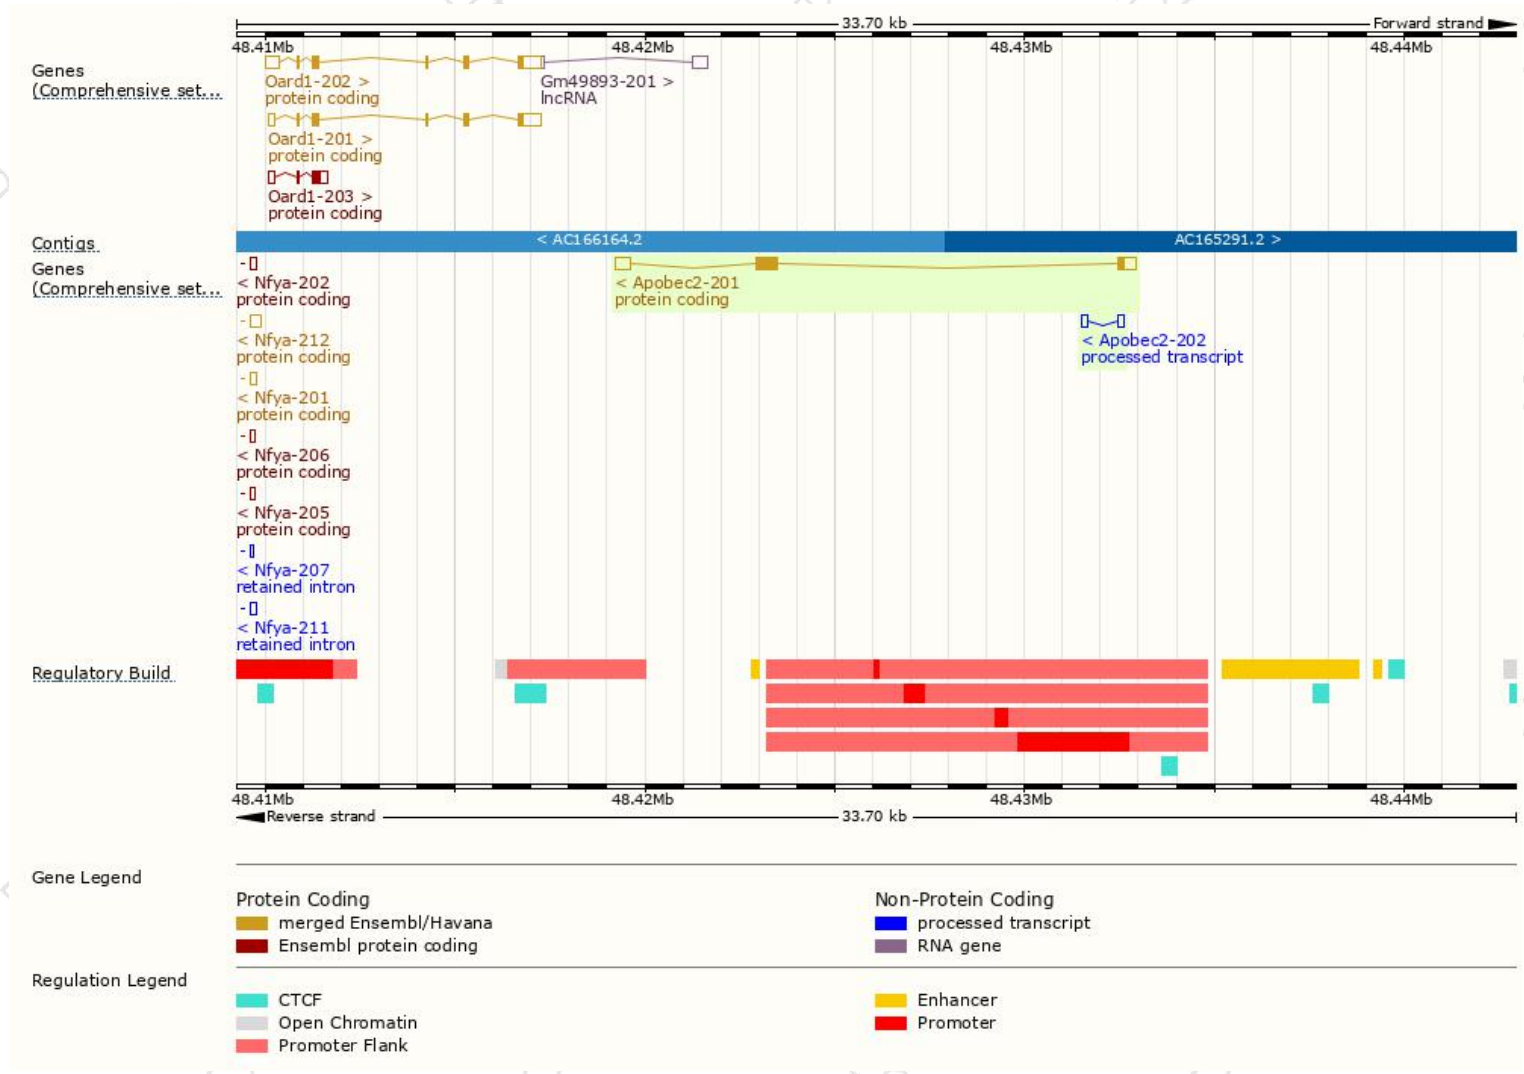 33.70 kb Forward strand
48.41Mb 48.42Mb 48.43Mb 48.44Mb
Genes
(Comprehensive set...
Oard1-202 >
protein coding
Gm49893-201 >
lncRNA
Oard1-201 >
protein coding
Oard1-203 >
protein coding
Contigs
< AC166164.2 AC165291.2 >
Genes
(Comprehensive set...
< Nfya-202
protein coding
< Apobec2-201
protein coding
< Nfya-212
protein coding
< Apobec2-202
processed transcript
< Nfya-201
protein coding
< Nfya-206
protein coding
< Nfya-205
protein coding
< Nfya-207
retained intron
< Nfya-211
retained intron
Regulatory Build
48.41Mb 48.42Mb 48.43Mb 48.44Mb
Reverse strand 33.70 kb
Gene Legend
Protein Coding
merged Ensembl/Havana
Ensembl protein coding
Non-Protein Coding
processed transcript
RNA gene
Regulation Legend
CTCF
Open Chromatin
Promoter Flank
Enhancer
Promoter